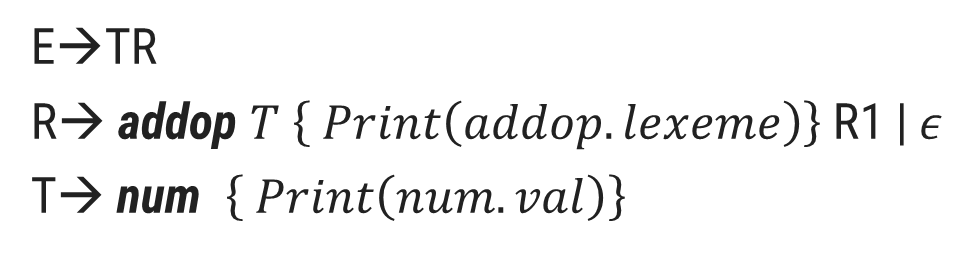 E→TR
R→ addop T { Print(addop.lexeme)} R1 | ϵ
T→ num { Print(num.val)}